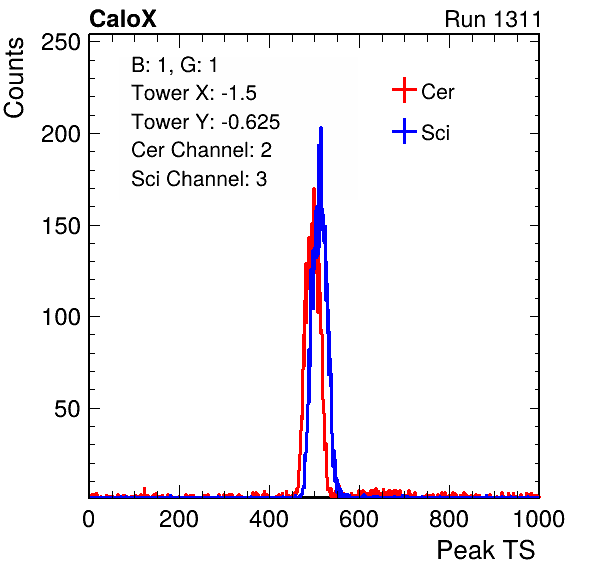 CaloX Run 1311
Counts
250
200
150
100
50
B: 1, G: 1
Tower X: -1.5
Tower Y: -0.625
Cer Channel: 2
Sci Channel: 3
Cer
Sci
0 200 400 600 800 1000
Peak TS